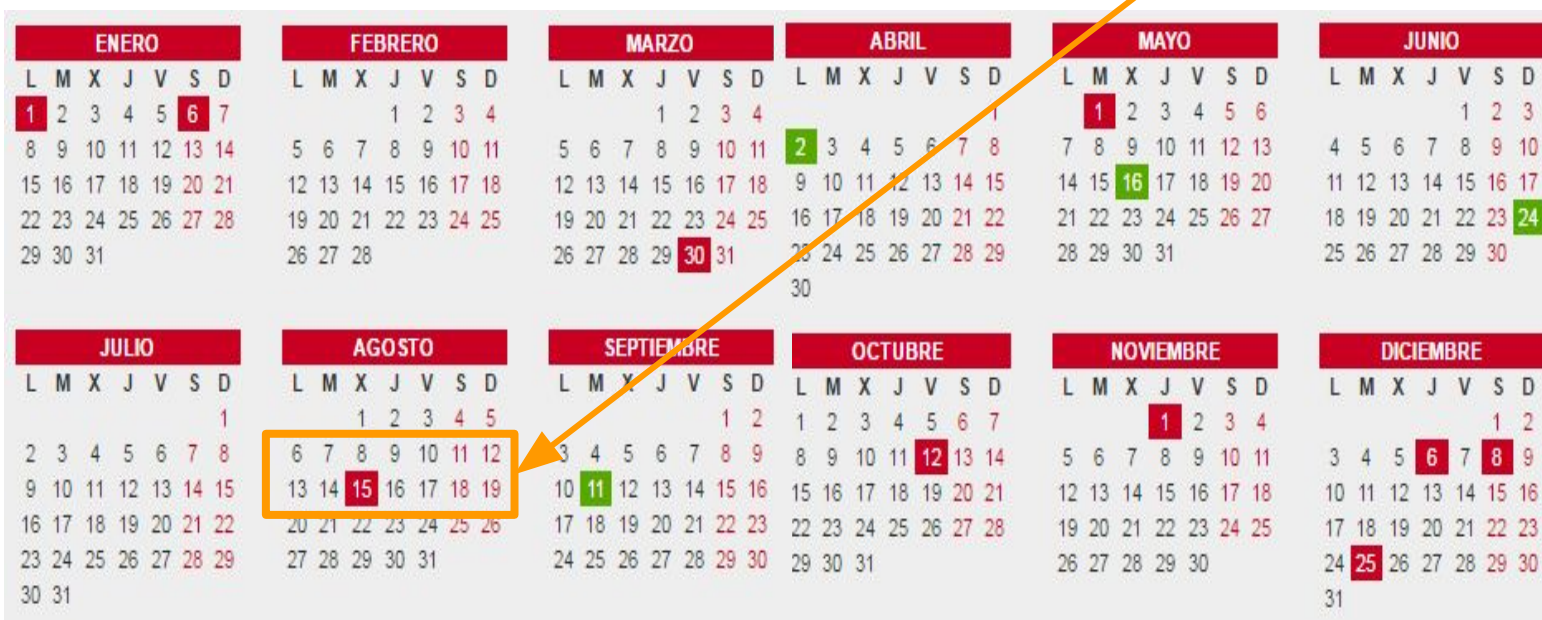 ENERO
L M X J V S D
1 2 3 4 5 6 7
8 9 10 11 12 13 14
15 16 17 18 19 20 21
22 23 24 25 26 27 28
29 30 31
FEBRERO
L M X J V S D
1 2 3 4
5 6 7 8 9 10 11
12 13 14 15 16 17 18
19 20 21 22 23 24 25
26 27 28
MARZO
L M X J V S D
1 2 3 4
5 6 7 8 9 10 11
12 13 14 15 16 17 18
19 20 21 22 23 24 25
26 27 28 29 30 31
ABRIL
L M X J V S D
1
2 3 4 5 6 7 8
9 10 11 12 13 14 15
16 17 18 19 20 21 22
23 24 25 26 27 28 29
30
MAYO
L M X J V S D
1 2 3 4 5 6
7 8 9 10 11 12 13
14 15 16 17 18 19 20
21 22 23 24 25 26 27
28 29 30 31
JUNIO
L M X J V S D
1 2 3
4 5 6 7 8 9 10
11 12 13 14 15 16 17
18 19 20 21 22 23 24
25 26 27 28 29 30
JULIO
L M X J V S D
1
2 3 4 5 6 7 8
9 10 11 12 13 14 15
16 17 18 19 20 21 22
23 24 25 26 27 28 29
30 31
AGOSTO
L M X J V S D
1 2 3 4 5
6 7 8 9 10 11 12
13 14 15 16 17 18 19
20 21 22 23 24 25 26
27 28 29 30 31
SEPTIEMBRE
L M X J V S D
1 2
3 4 5 6 7 8 9
10 11 12 13 14 15 16
17 18 19 20 21 22 23
24 25 26 27 28 29 30
OCTUBRE
L M X J V S D
1 2 3 4 5 6 7
8 9 10 11 12 13 14
15 16 17 18 19 20 21
22 23 24 25 26 27 28
29 30 31
NOVIEMBRE
L M X J V S D
1 2 3 4
5 6 7 8 9 10 11
12 13 14 15 16 17 18
19 20 21 22 23 24 25
26 27 28 29 30
DICIEMBRE
L M X J V S D
1 2
3 4 5 6 7 8 9
10 11 12 13 14 15 16
17 18 19 20 21 22 23
24 25 26 27 28 29 30
31